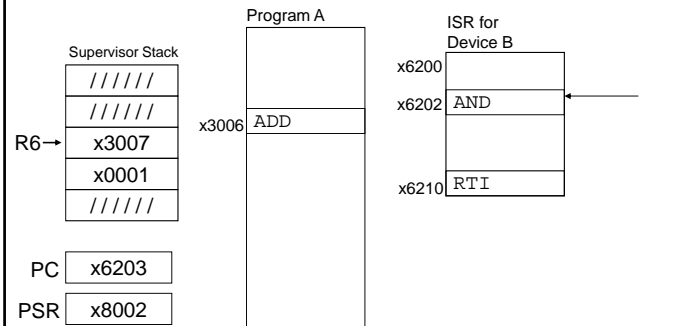 Program A
ISR for
Device B
Supervisor Stack
//////
//////
R6 x3007
x0001
//////
x3006 ADD
x6200
x6202 AND
x6210 RTI
PC x6203
PSR x8002